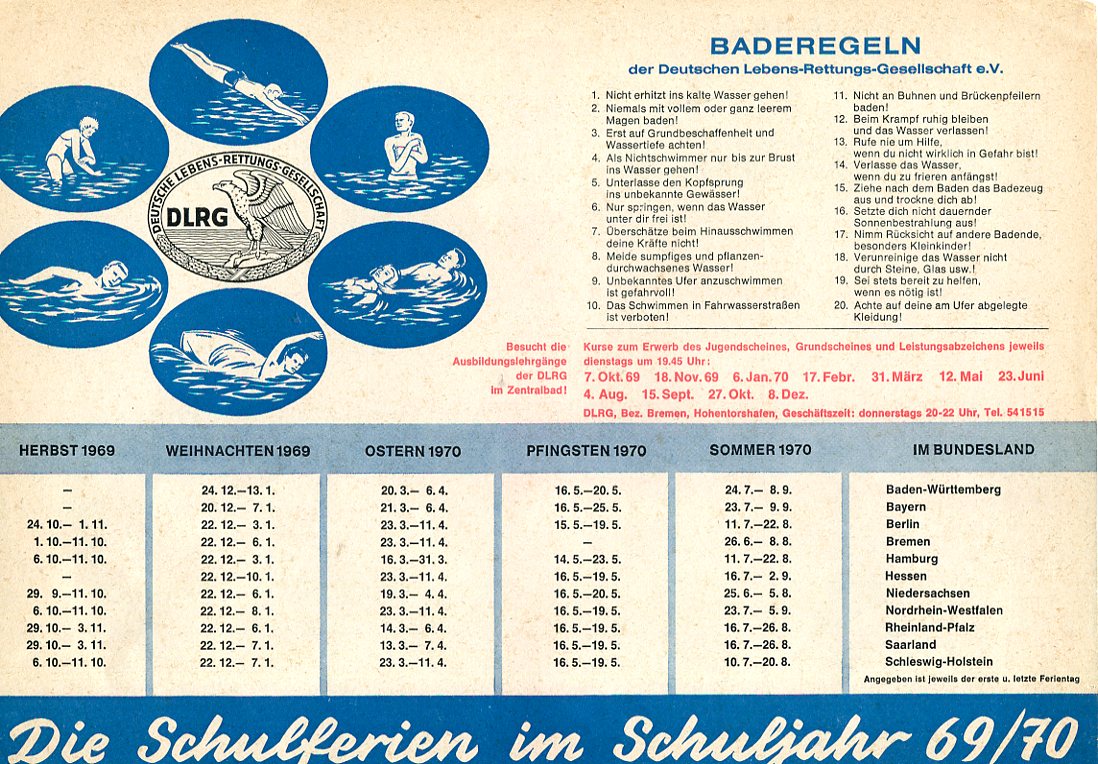 DEUTSCHE LEBENS-RETTUNGS-GESELLSCHAFT
DLRG
BADEREGELN
der Deutschen Lebens-Rettungs-Gesellschaft e.V.
1. Nicht erhitzt ins kalte Wasser gehen!
2. Niemals mit vollem oder ganz leerem
Magen baden!
3. Erst auf Grundbeschaffenheit und
Wassertiefe achten!
4. Als Nichtschwimmer nur bis zur Brust
ins Wasser gehen!
5. Unterlasse den Kopfsprung
ins unbekannte Gewässer!
6. Nur springen, wenn das Wasser
unter dir frei ist!
7. Überschätze beim Hinausschwimmen
deine Kräfte nicht!
8. Meide sumpfiges und pflanzen-
durchwachsenes Wasser!
9. Unbekanntes Ufer anzuschwimmen
ist gefahrvoll!
10. Das Schwimmen in Fahrwasserstraßen
ist verboten!
11. Nicht an Buhnen und Brückenpfeilern
baden!
12. Beim Krampf ruhig bleiben
und das Wasser verlassen!
13. Rufe nie um Hilfe,
wenn du nicht wirklich in Gefahr bist!
14. Verlasse das Wasser,
wenn du zu frieren anfängst!
15. Ziehe nach dem Baden das Badezeug
aus und trockne dich ab!
16. Setzte dich nicht dauernder
Sonnenbestrahlung aus!
17. Nimm Rücksicht auf andere Badende,
besonders Kleinkinder!
18. Verunreinige das Wasser nicht
durch Steine, Glas usw.!
19. Sei stets bereit zu helfen,
wenn es nötig ist!
20. Achte auf deine am Ufer abgelegte
Kleidung!
Besucht die
Ausbildungslehrgänge
der DLRG
im Zentralbad!
Kurse zum Erwerb des Jugendscheines, Grundscheines und Leistungsabzeichens jeweils
dienstags um 19.45 Uhr:
7. Okt. 69 18. Nov. 69 6. Jan. 70 17. Febr. 31. März 12. Mai 23. Juni
4. Aug. 15. Sept. 27. Okt. 8. Dez.
DLRG, Bez. Bremen, Hohentorshafen, Geschäftszeit: donnerstags 20-22 Uhr, Tel. 541515
HERBST 1969 WEIHNACHTEN 1969 OSTERN 1970 PFINGSTEN 1970 SOMMER 1970 IM BUNDESLAND
— 24. 12.—13. 1. 20. 3.— 6. 4. 16. 5.—20. 5. 24. 7.— 8. 9. Baden-Württemberg
— 20. 12.— 7. 1. 21. 3.— 6. 4. 16. 5.—25. 5. 23. 7.— 9. 9. Bayern
24. 10.— 1. 11. 22. 12.— 3. 1. 23. 3.—11. 4. 15. 5.—19. 5. 11. 7.—22. 8. Berlin
1. 10.—11. 10. 22. 12.— 6. 1. 23. 3.—11. 4. — 26. 6.— 8. 8. Bremen
6. 10.—11. 10. 22. 12.— 3. 1. 16. 3.—31. 3. 14. 5.—23. 5. 11. 7.—22. 8. Hamburg
— 22. 12.—10. 1. 23. 3.—11. 4. 16. 5.—19. 5. 16. 7.— 2. 9. Hessen
29. 9.—11. 10. 22. 12.— 6. 1. 19. 3.— 4. 4. 16. 5.—20. 5. 25. 6.— 5. 8. Niedersachsen
6. 10.—11. 10. 22. 12.— 8. 1. 23. 3.—11. 4. 16. 5.—19. 5. 23. 7.— 5. 9. Nordrhein-Westfalen
29. 10.— 3. 11. 22. 12.— 6. 1. 14. 3.— 6. 4. 16. 5.—19. 5. 16. 7.—26. 8. Rheinland-Pfalz
29. 10.— 3. 11. 22. 12.— 7. 1. 13. 3.— 7. 4. 16. 5.—19. 5. 16. 7.—26. 8. Saarland
6. 10.—11. 10. 22. 12.— 7. 1. 23. 3.—11. 4. 16. 5.—19. 5. 10. 7.—20. 8. Schleswig-Holstein
Angegeben ist jeweils der erste u. letzte Ferientag
Die Schulferien im Schuljahr 69/70